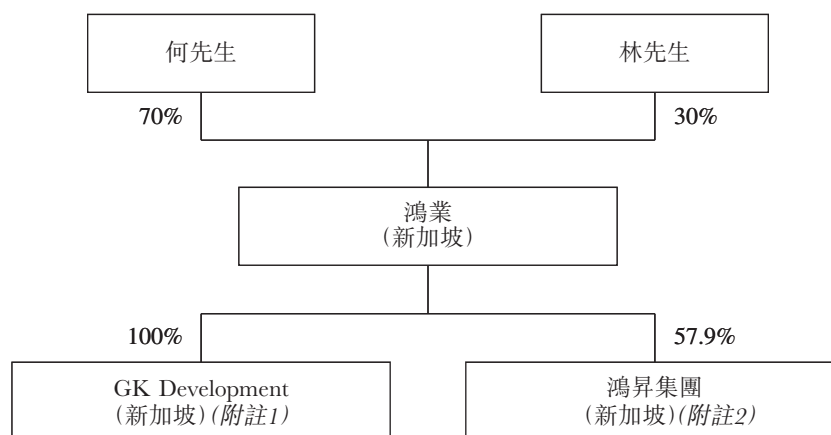 何先生
林先生
70%
30%
鴻業
(新加坡)
100%
57.9%
GK Development
(新加坡)(附註1)
鴻昇集團
(新加坡)(附註2)